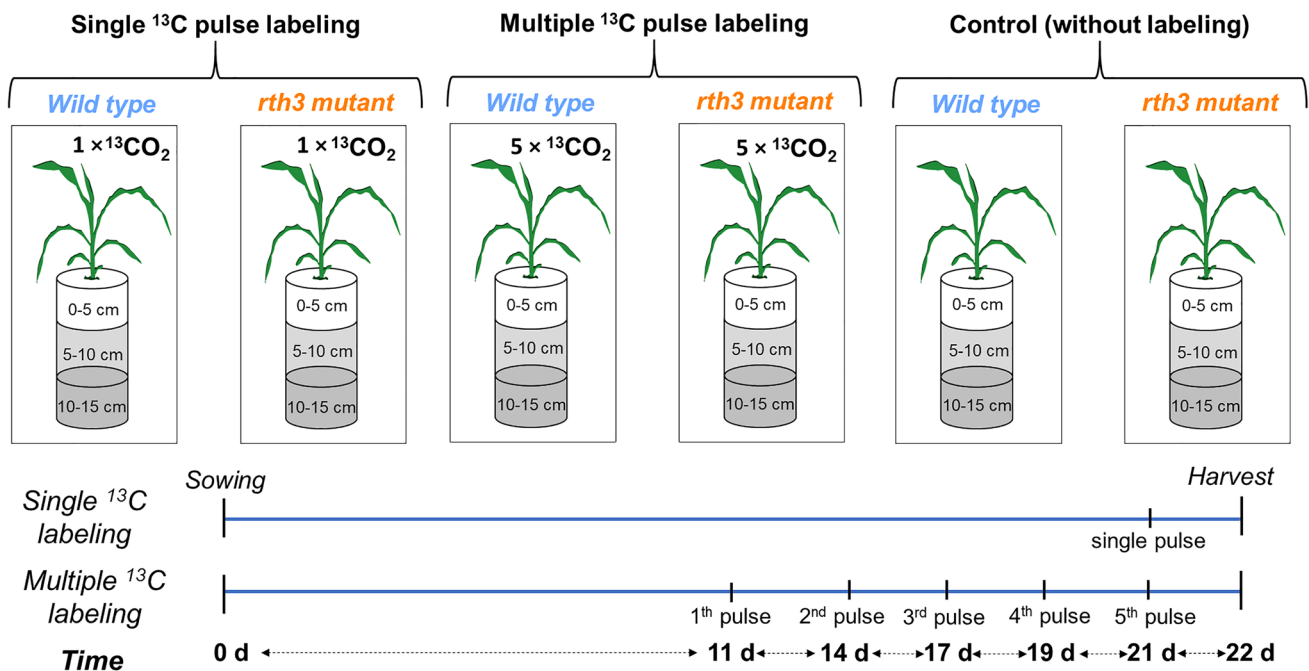 Single ¹³C pulse labeling
Multiple ¹³C pulse labeling
Control (without labeling)
Wild type
rth3 mutant
Wild type
rth3 mutant
Wild type
rth3 mutant
1 × ¹³CO₂
1 × ¹³CO₂
5 × ¹³CO₂
5 × ¹³CO₂
0-5 cm
0-5 cm
0-5 cm
0-5 cm
0-5 cm
0-5 cm
5-10 cm
5-10 cm
5-10 cm
5-10 cm
5-10 cm
5-10 cm
10-15 cm
10-15 cm
10-15 cm
10-15 cm
10-15 cm
10-15 cm
Sowing
Harvest
Single ¹³C
labeling
single pulse
Multiple ¹³C
labeling
1ᵗʰ pulse
2ⁿᵈ pulse
3ʳᵈ pulse
4ᵗʰ pulse
5ᵗʰ pulse
Time
0 d
11 d
14 d
17 d
19 d
21 d
22 d